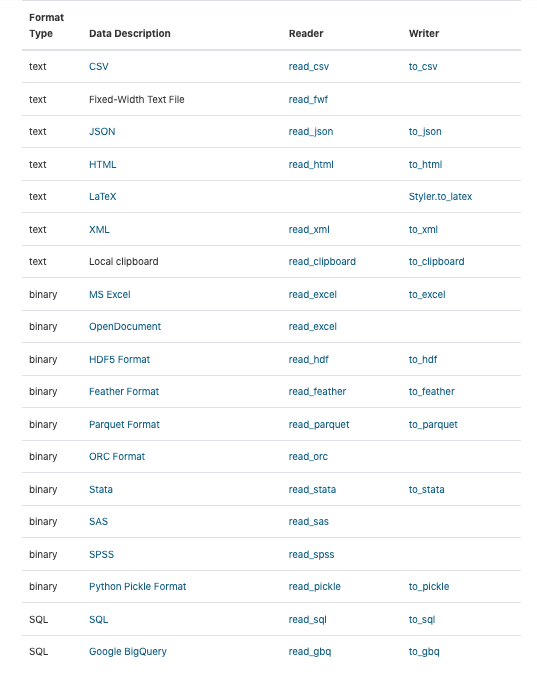 Format
Type Data Description Reader Writer
text CSV read_csv to_csv
text Fixed-Width Text File read_fwf
text JSON read_json to_json
text HTML read_html to_html
text LaTeX Styler.to_latex
text XML read_xml to_xml
text Local clipboard read_clipboard to_clipboard
binary MS Excel read_excel to_excel
binary OpenDocument read_excel
binary HDF5 Format read_hdf to_hdf
binary Feather Format read_feather to_feather
binary Parquet Format read_parquet to_parquet
binary ORC Format read_orc
binary Stata read_stata to_stata
binary SAS read_sas
binary SPSS read_spss
binary Python Pickle Format read_pickle to_pickle
SQL SQL read_sql to_sql
SQL Google BigQuery read_gbq to_gbq